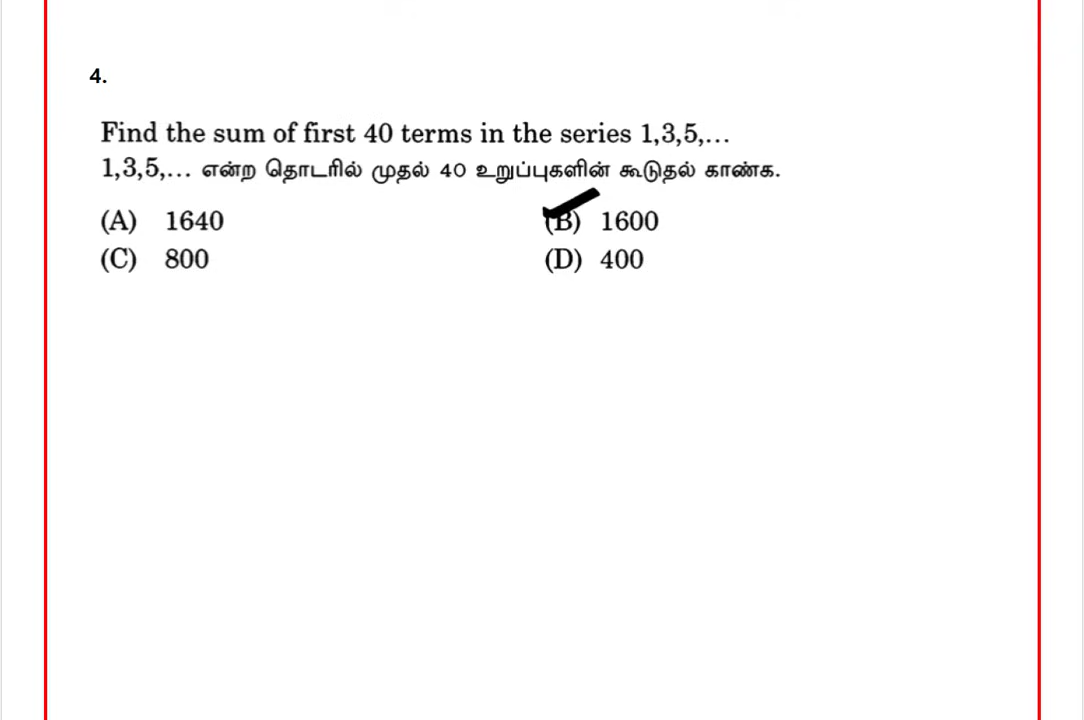 4.
Find the sum of first 40 terms in the series 1,3,5,...
1,3,5,... என்ற தொடரில் முதல் 40 உறுப்புகளின் கூடுதல் காண்க.
(A) 1640 (B) 1600
(C) 800 (D) 400